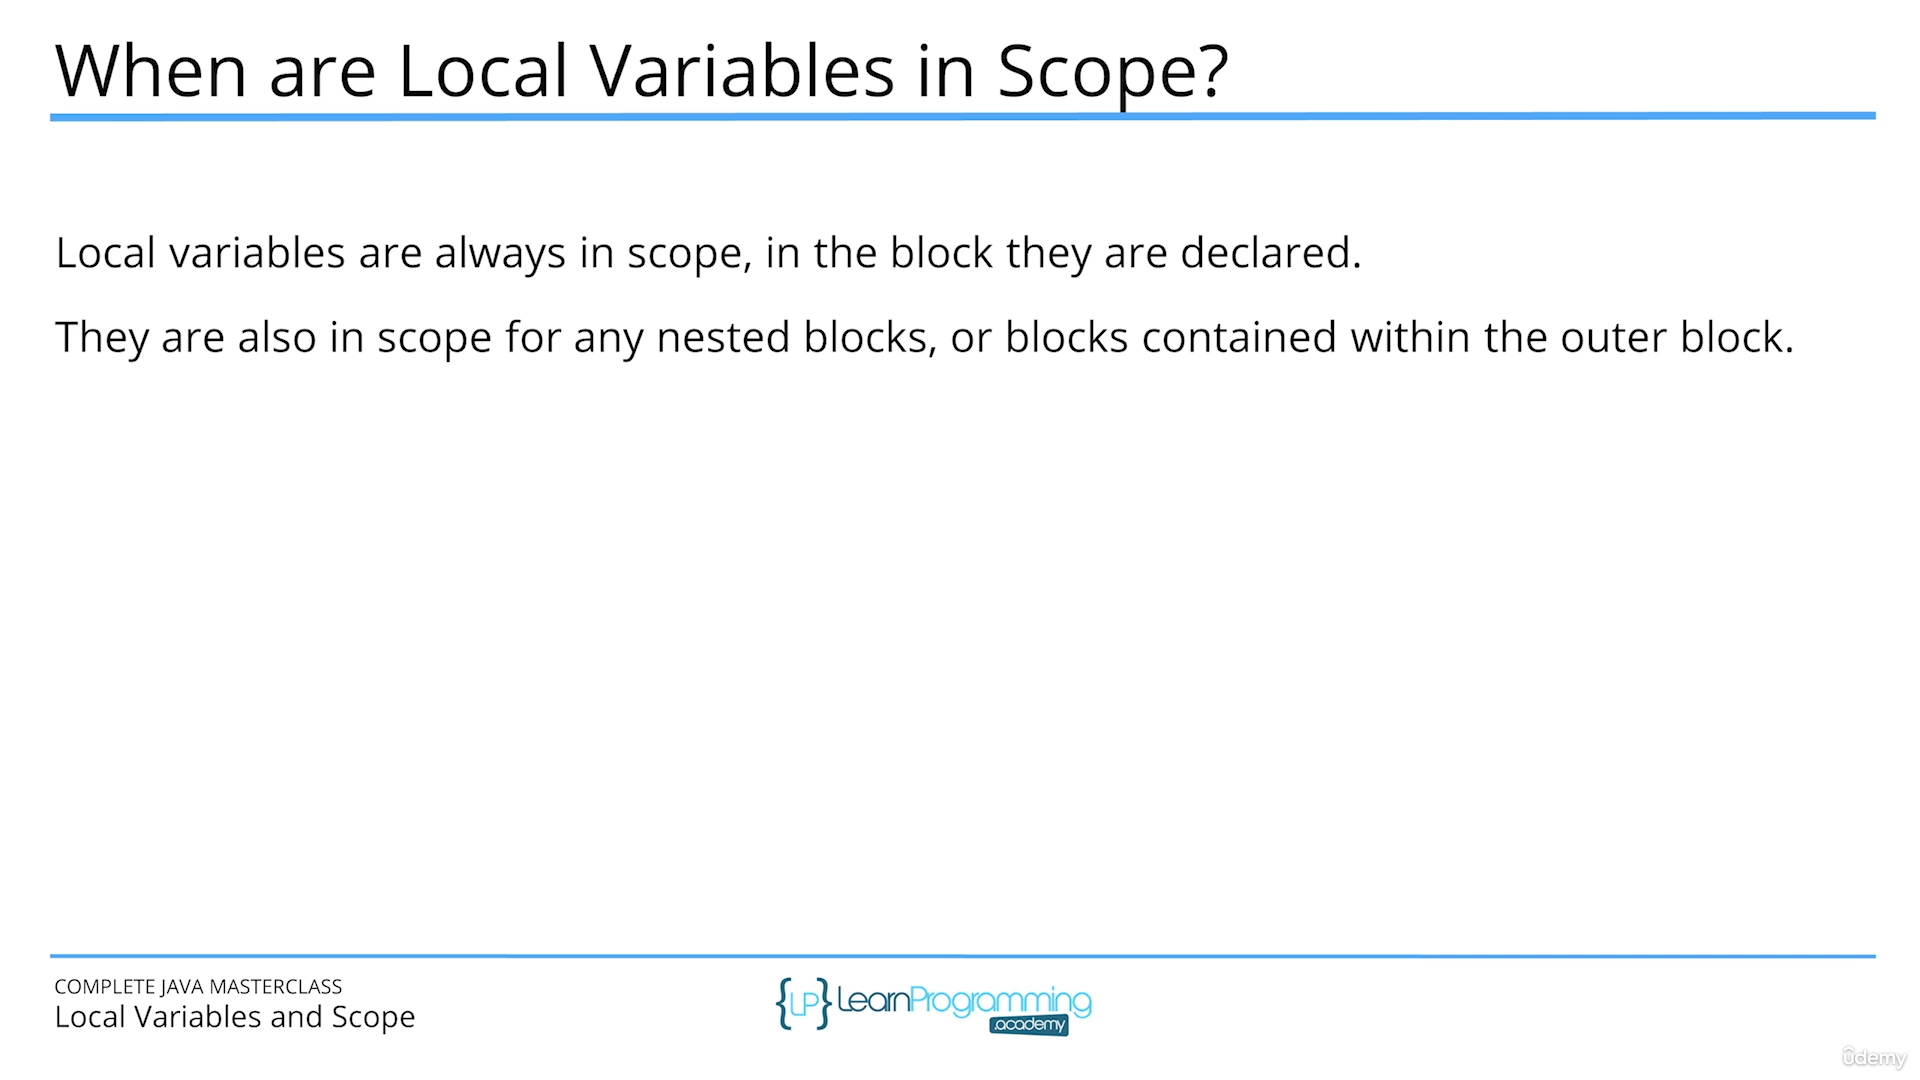 When are Local Variables in Scope?
Local variables are always in scope, in the block they are declared.
They are also in scope for any nested blocks, or blocks contained within the outer block.
COMPLETE JAVA MASTERCLASS
Local Variables and Scope
{LP} LearnProgramming
.academy
ûdemy